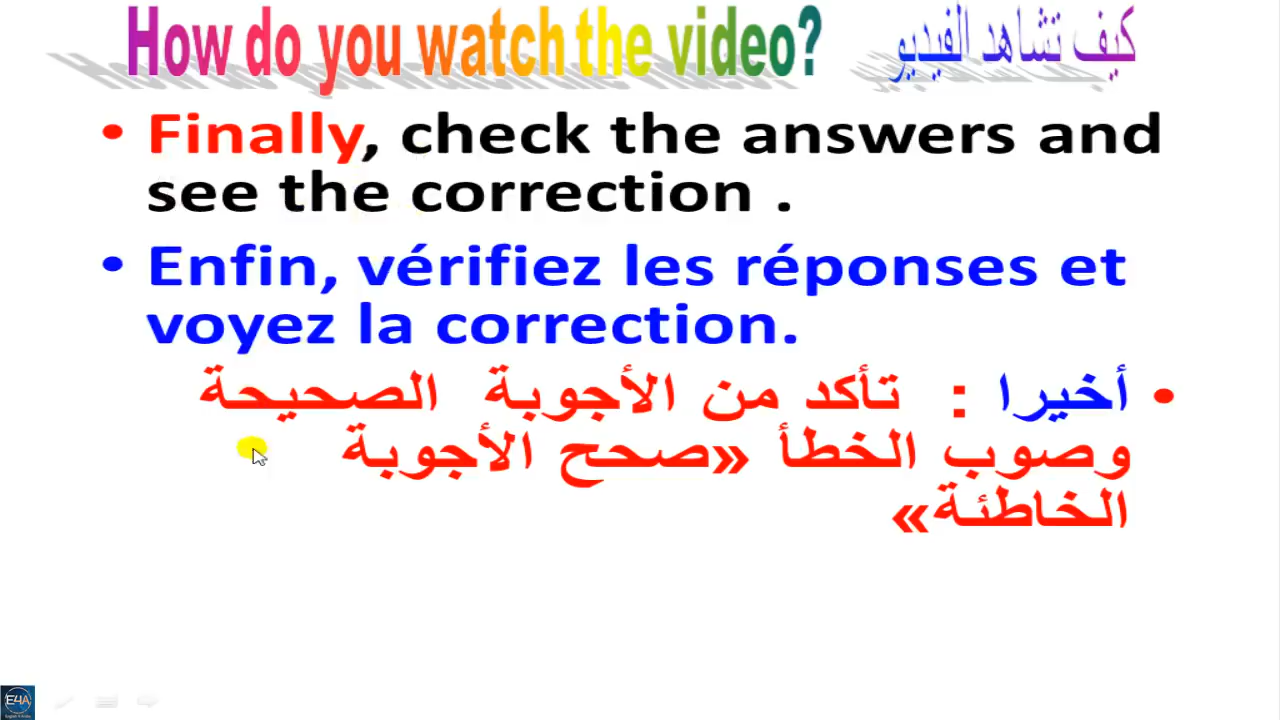 How do you watch the video?
كيف تشاهد الفيديو
• Finally, check the answers and
see the correction .
• Enfin, vérifiez les réponses et
voyez la correction.
• أخيرا : تأكد من الأجوبة الصحيحة
وصوب الخطأ «صحح الأجوبة
الخاطئة»
E4A